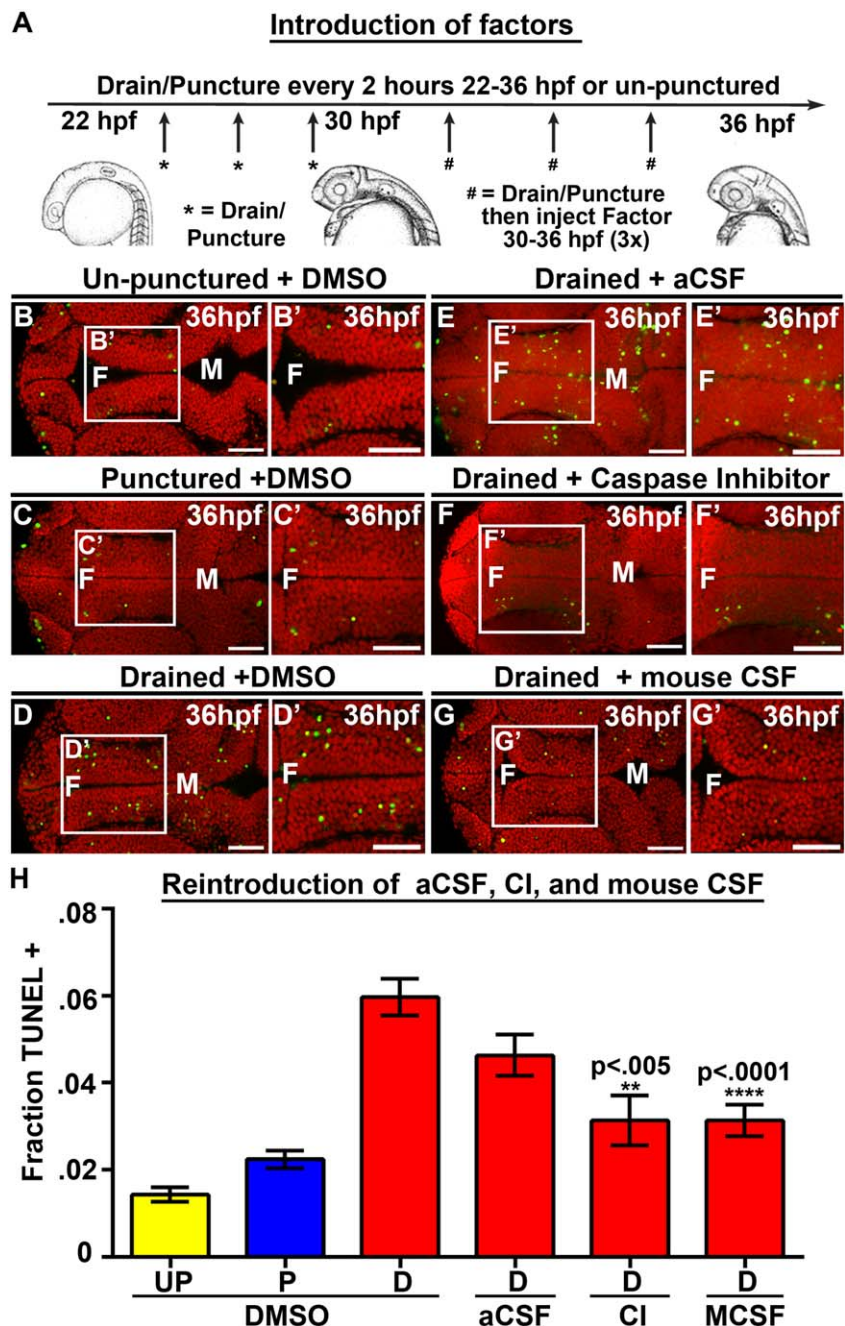 A
Introduction of factors
Drain/Puncture every 2 hours 22-36 hpf or un-punctured
22 hpf
30 hpf
36 hpf
* * * # # #
* = Drain/
Puncture
# = Drain/Puncture
then inject Factor
30-36 hpf (3x)
Un-punctured + DMSO
Drained + aCSF
B 36hpf B' F M
B' 36hpf F
E 36hpf E' F M
E' 36hpf F
Punctured +DMSO
Drained + Caspase Inhibitor
C 36hpf C' F M
C' 36hpf F
F 36hpf F' F M
F' 36hpf F
Drained +DMSO
Drained + mouse CSF
D 36hpf D' F M
D' 36hpf F
G 36hpf G' F M
G' 36hpf F
H
Reintroduction of aCSF, CI, and mouse CSF
Fraction TUNEL +
.08
.06
.04
.02
0
p<.005
**
p<.0001
****
UP P D D D D
DMSO aCSF CI MCSF